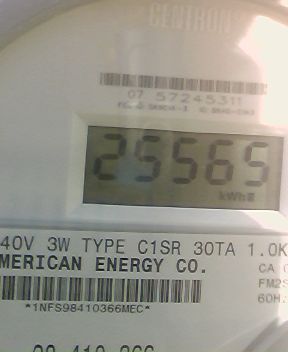 CENTRON
07 57245311
25565
kWh
40V 3W TYPE C1SR 30TA 1.0K
MERICAN ENERGY CO.
CA
FM2S
60H
*1NFS98410366MEC*